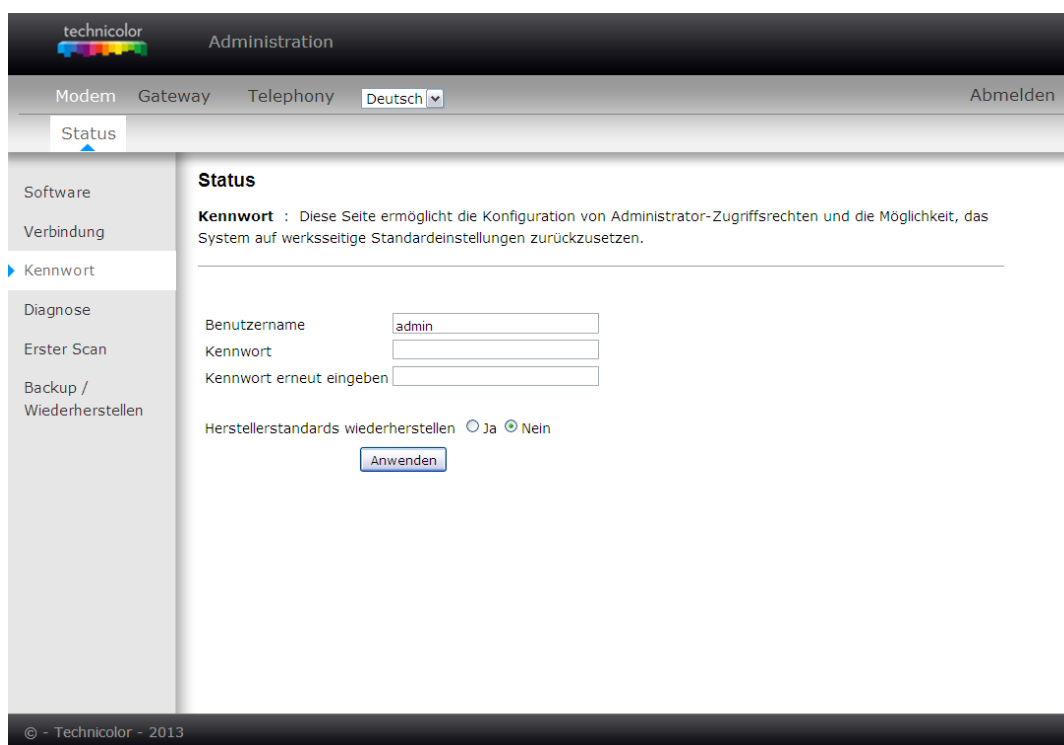 technicolor
Administration
Modem Gateway Telephony Deutsch Abmelden
Status
Software
Verbindung
Kennwort
Diagnose
Erster Scan
Backup /
Wiederherstellen
Status
Kennwort : Diese Seite ermöglicht die Konfiguration von Administrator-Zugriffsrechten und die Möglichkeit, das
System auf werksseitige Standardeinstellungen zurückzusetzen.
Benutzername admin
Kennwort
Kennwort erneut eingeben
Herstellerstandards wiederherstellen Ja Nein
Anwenden
© - Technicolor - 2013